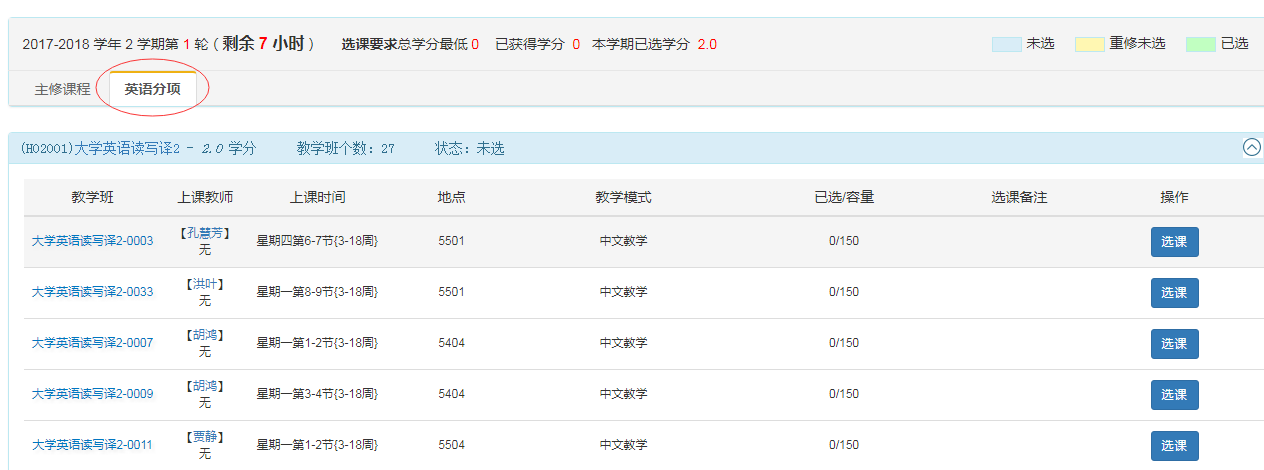 2017-2018 学年 2 学期第 1 轮（剩余 7 小时） 选课要求总学分最低 0 已获得学分 0 本学期已选学分 2.0 未选 重修未选 已选
主修课程 英语分项
(H02001)大学英语读写译2 - 2.0 学分 教学班个数：27 状态：未选
教学班 上课教师 上课时间 地点 教学模式 已选/容量 选课备注 操作
大学英语读写译2-0003 【孔慧芳】 星期四第6-7节{3-18周} 5501 中文教学 0/150 选课
无
大学英语读写译2-0033 【洪叶】 星期一第8-9节{3-18周} 5501 中文教学 0/150 选课
无
大学英语读写译2-0007 【胡鸿】 星期一第1-2节{3-18周} 5404 中文教学 0/150 选课
无
大学英语读写译2-0009 【胡鸿】 星期一第3-4节{3-18周} 5404 中文教学 0/150 选课
无
大学英语读写译2-0011 【贾静】 星期一第1-2节{3-18周} 5504 中文教学 0/150 选课
无